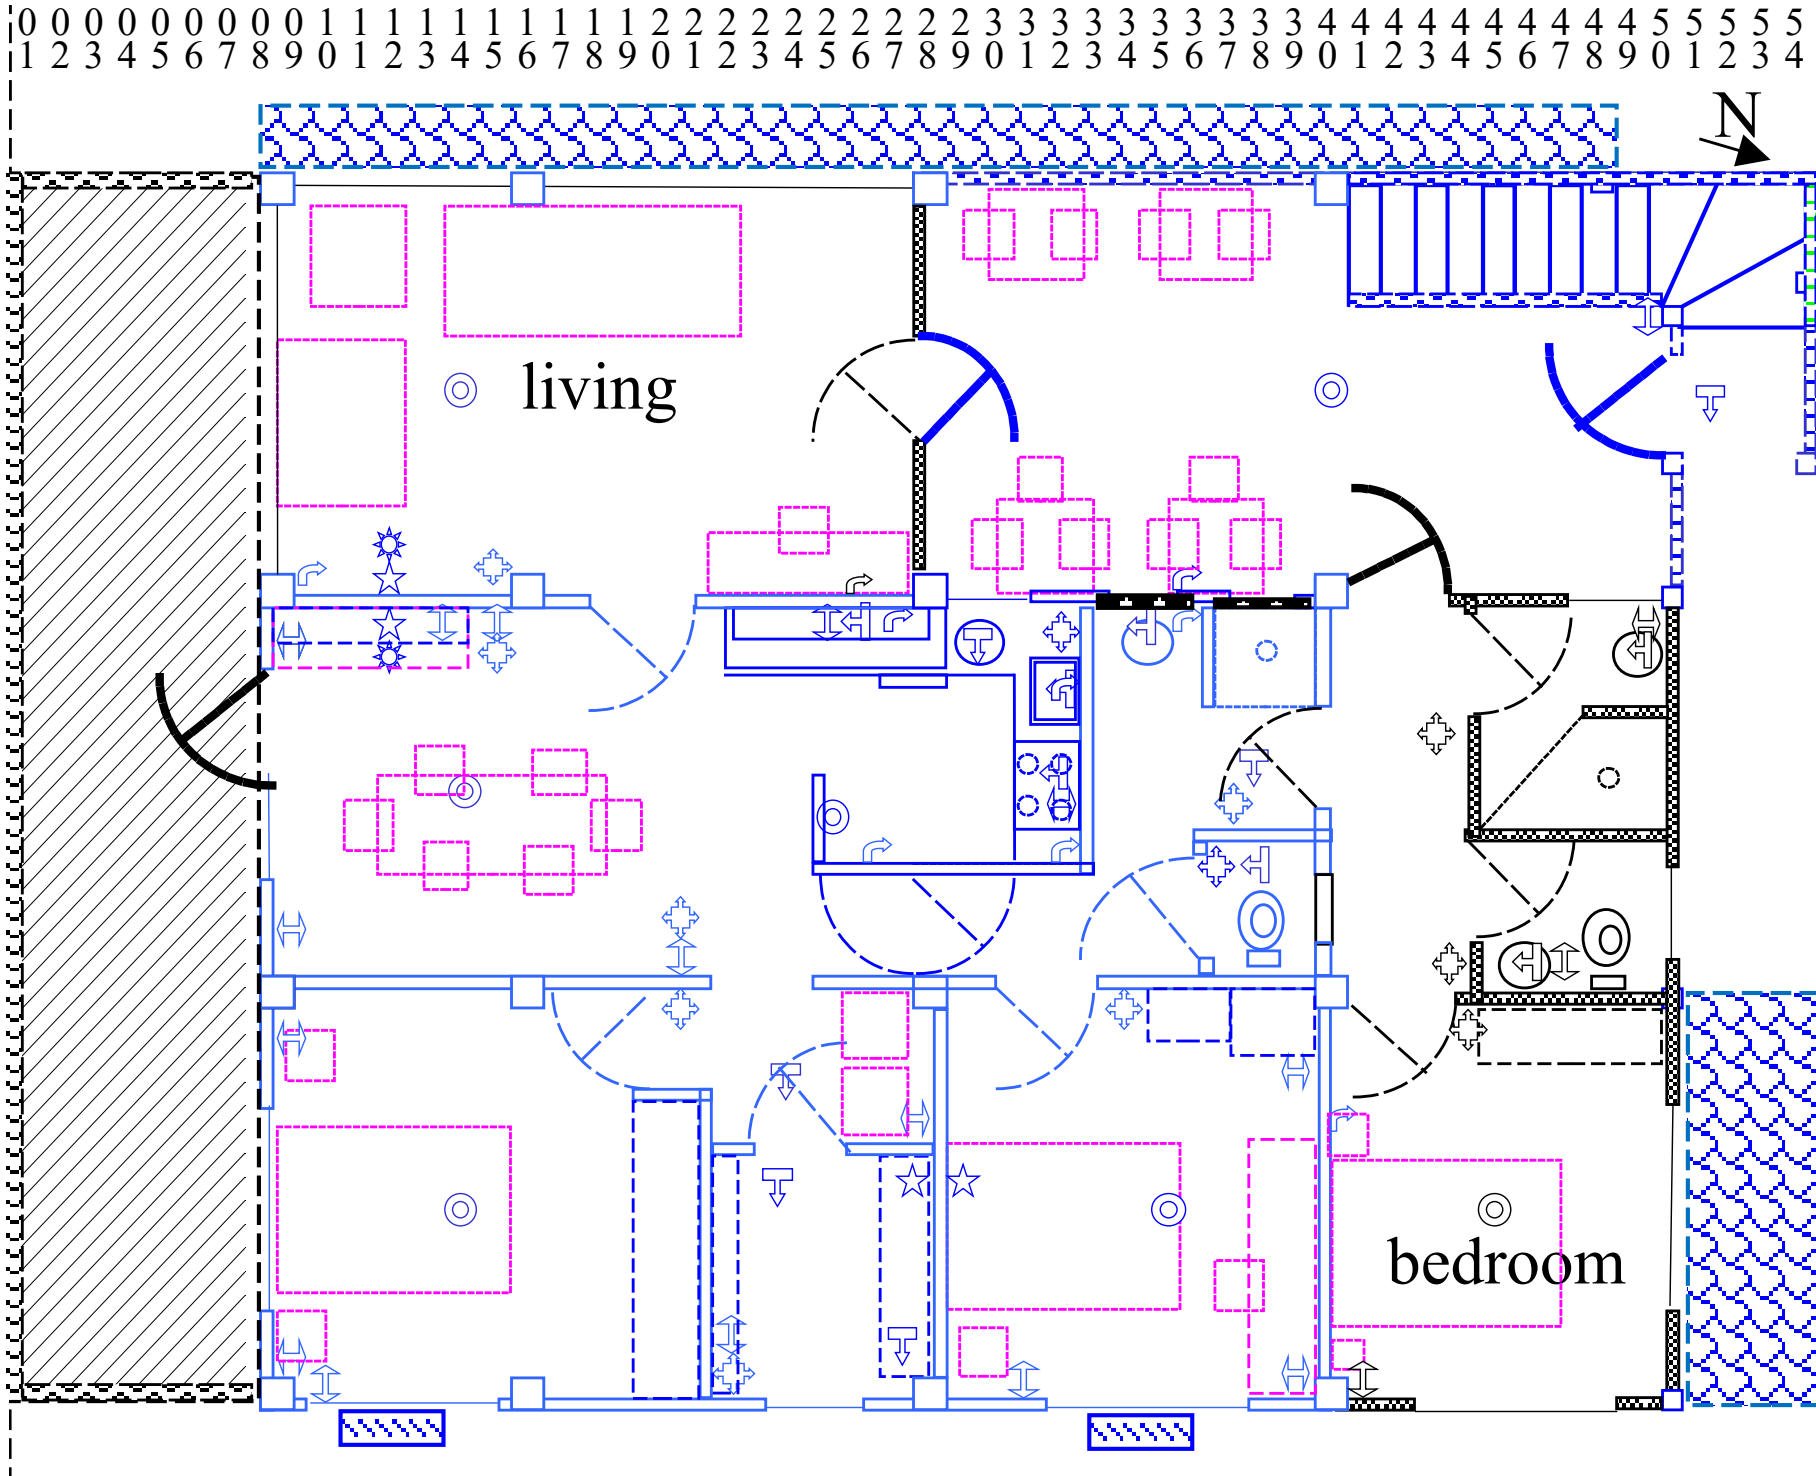 0 0 0 0 0 0 0 0 0 1 1 1 1 1 1 1 1 1 1 2 2 2 2 2 2 2 2 2 2 3 3 3 3 3 3 3 3 3 3 4 4 4 4 4 4 4 4 4 4 5 5 5 5 5
1 2 3 4 5 6 7 8 9 0 1 2 3 4 5 6 7 8 9 0 1 2 3 4 5 6 7 8 9 0 1 2 3 4 5 6 7 8 9 0 1 2 3 4 5 6 7 8 9 0 1 2 3 4
N
living
bedroom